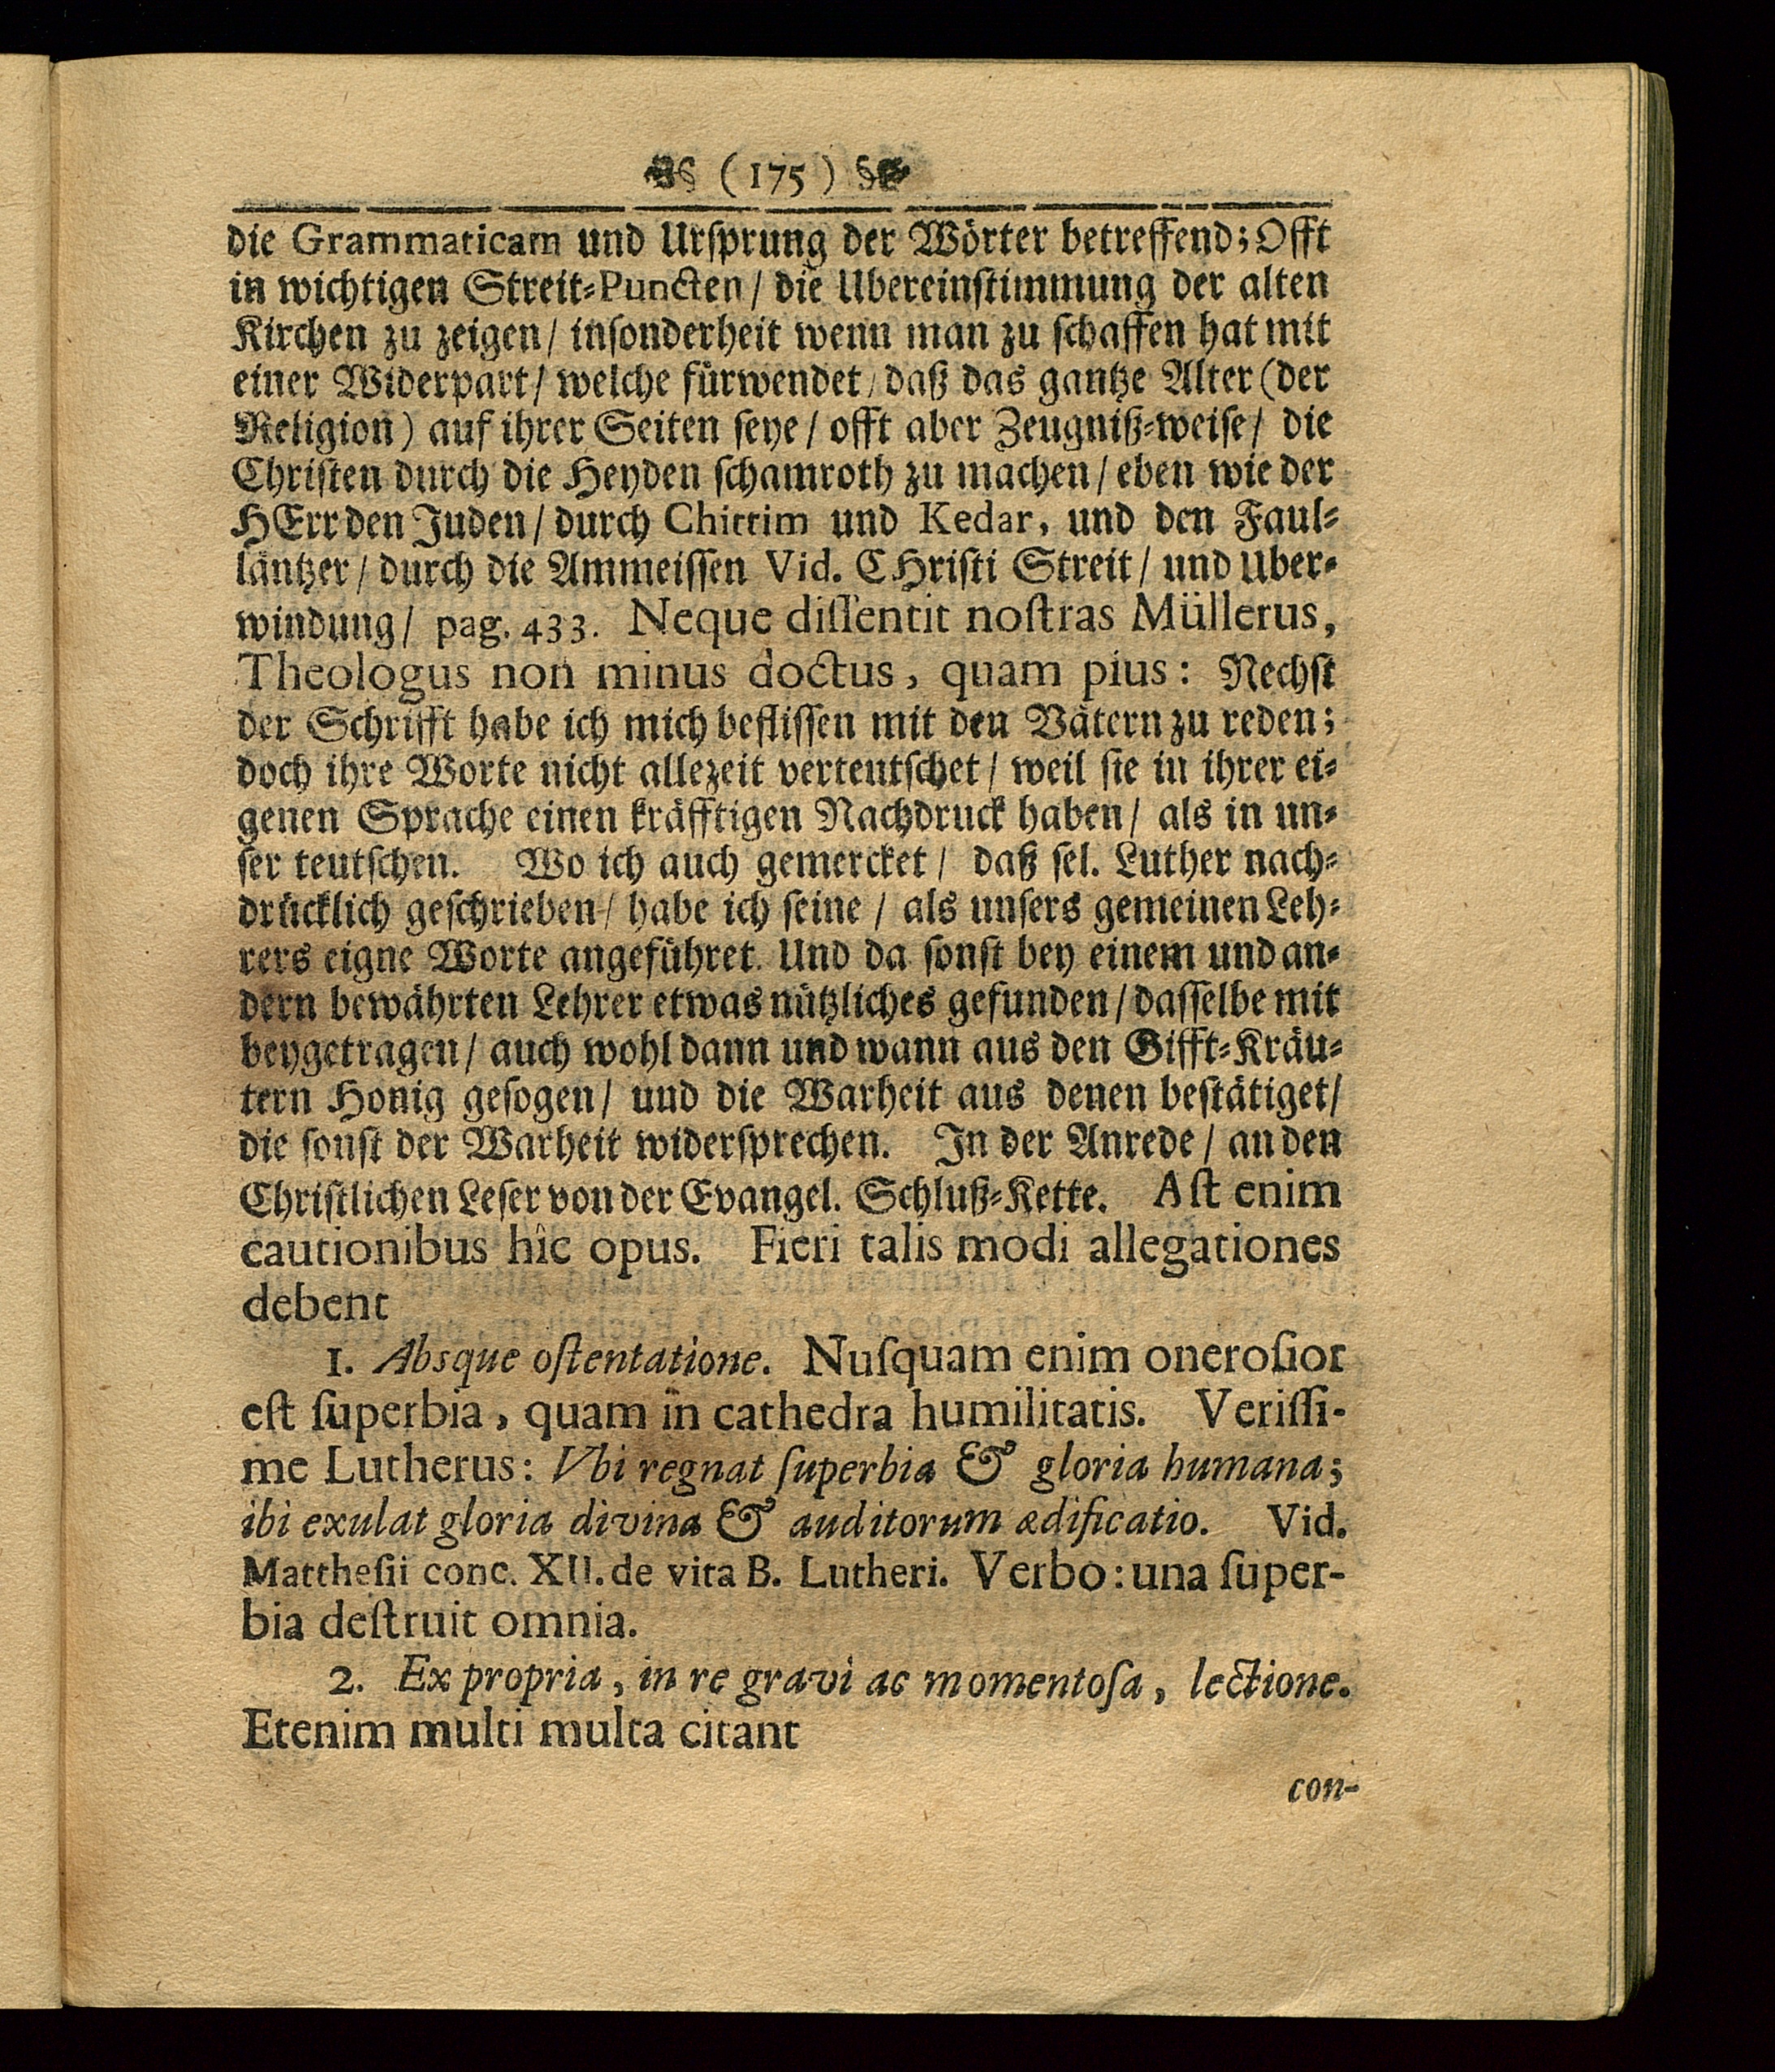 (175)
die Grammaticam und Ursprung der Wörter betreffend; Offt
in wichtigen Streit-Puncten/ die Ubereinstimmung der alten
Kirchen zu zeigen/ insonderheit wenn man zu schaffen hat mit
einer Widerpart/ welche fürwendet/ daß das gantze Alter (der
Religion) auf ihrer Seiten seye/ offt aber Zeugniß-weise/ die
Christen durch die Heyden schamroth zu machen/ eben wie der
HErr den Juden/ durch Chittim und Kedar, und den Faul-
läntzer/ durch die Ammeissen Vid. CHristi Streit/ und Uber-
windung/ pag. 433. Neque diſſentit noſtras Müllerus,
Theologus non minus doctus, quam pius: Nechst
der Schrifft habe ich mich beflissen mit den Vätern zu reden;
doch ihre Worte nicht allezeit verteutschet/ weil sie in ihrer ei-
genen Sprache einen kräfftigen Nachdruck haben/ als in un-
ser teutschen. Wo ich auch gemercket/ daß sel. Luther nach-
drücklich geschrieben/ habe ich seine/ als unsers gemeinen Leh-
rers eigne Worte angeführet. Und da sonst bey einem und an-
dern bewährten Lehrer etwas nützliches gefunden/ dasselbe mit
beygetragen/ auch wohl dann und wann aus den Gifft-Kräu-
tern Honig gesogen/ und die Warheit aus denen bestätiget/
die sonst der Warheit widersprechen. In der Anrede/ an den
Christlichen Leser von der Evangel. Schluß-Kette. Aſt enim
cautionibus hîc opus. Fieri talis modi allegationes
debent
1. Absque oſtentatione. Nuſquam enim oneroſior
eſt ſuperbia, quam in cathedra humilitatis. Veriſſi-
me Lutherus: Vbi regnat ſuperbia & gloria humana;
ibi exulat gloria divina & auditorum ædificatio. Vid.
Mattheſii conc. XII. de vita B. Lutheri. Verbo: una ſuper-
bia deſtruit omnia.
2. Ex propria, in re gravi ac momentoſa, lectione.
Etenim multi multa citant
con-